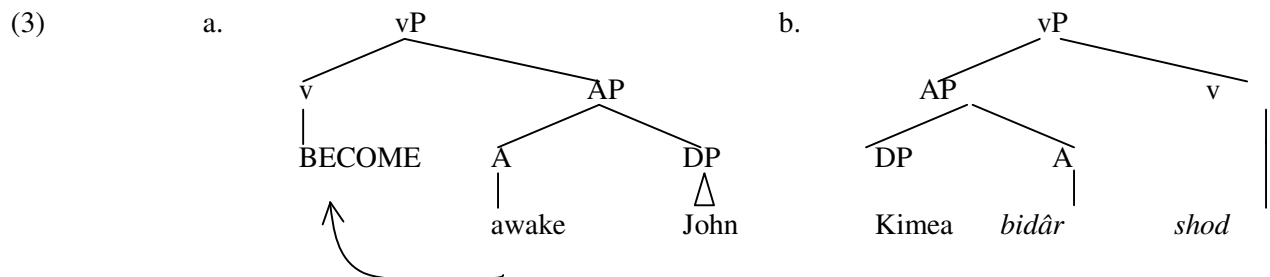 (3) a. vP b. vP
v AP AP v
BECOME A DP DP A
awake John Kimea bidâr shod